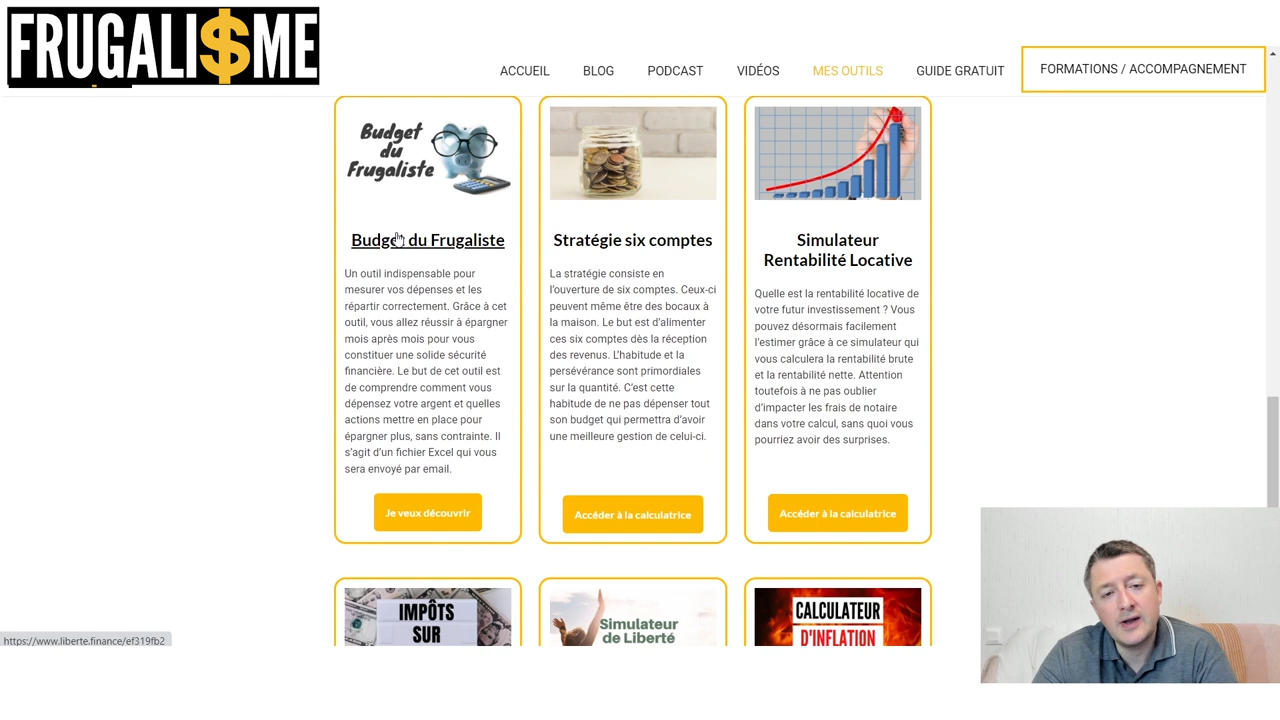 FRUGALI$ME
ACCUEIL
BLOG
PODCAST
VIDÉOS
MES OUTILS
GUIDE GRATUIT
FORMATIONS / ACCOMPAGNEMENT
Budget
du
Frugaliste
Budget du Frugaliste
Un outil indispensable pour
mesurer vos dépenses et les
répartir correctement. Grâce à cet
outil, vous allez réussir à épargner
mois après mois pour vous
constituer une solide sécurité
financière. Le but de cet outil est
de comprendre comment vous
dépensez votre argent et quelles
actions mettre en place pour
épargner plus, sans contrainte. Il
s’agit d’un fichier Excel qui vous
sera envoyé par email.
Je veux découvrir
Stratégie six comptes
La stratégie consiste en
l’ouverture de six comptes. Ceux-ci
peuvent même être des bocaux à
la maison. Le but est d’alimenter
ces six comptes dès la réception
des revenus. L’habitude et la
persévérance sont primordiales
sur la quantité. C’est cette
habitude de ne pas dépenser tout
son budget qui permettra d’avoir
une meilleure gestion de celui-ci.
Accéder à la calculatrice
Simulateur
Rentabilité Locative
Quelle est la rentabilité locative de
votre futur investissement ? Vous
pouvez désormais facilement
l’estimer grâce à ce simulateur qui
vous calculera la rentabilité brute
et la rentabilité nette. Attention
toutefois à ne pas oublier
d’impacter les frais de notaire
dans votre calcul, sans quoi vous
pourriez avoir des surprises.
Accéder à la calculatrice
IMPÔTS
SUR
Simulateur
de Liberté
CALCULATEUR
D'INFLATION
https://www.liberte.finance/ef319fb2